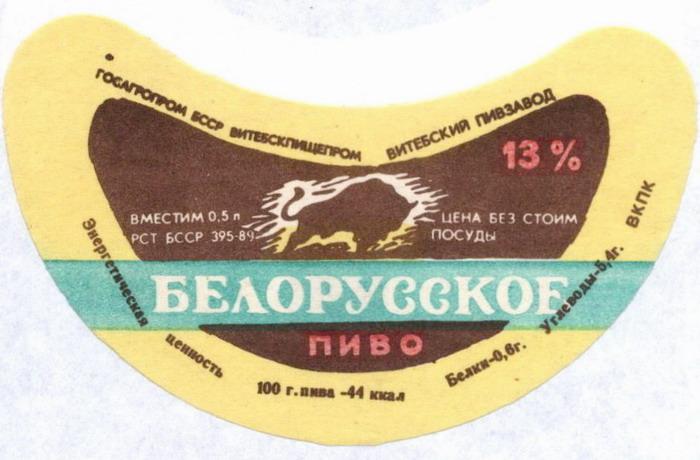 ГОСАГРОПРОМ БССР ВИТЕБСКПИЩЕПРОМ
ВИТЕБСКИЙ ПИВЗАВОД
13 %
ВМЕСТИМ 0,5 л
РСТ БССР 395-89
ЦЕНА БЕЗ СТОИМ
ПОСУДЫ
БЕЛОРУССКОЕ
ПИВО
Энергетическая ценность
100 г. пива -44 ккал
Белки-0,6г.
Углеводы-5,4г.
ВКПК